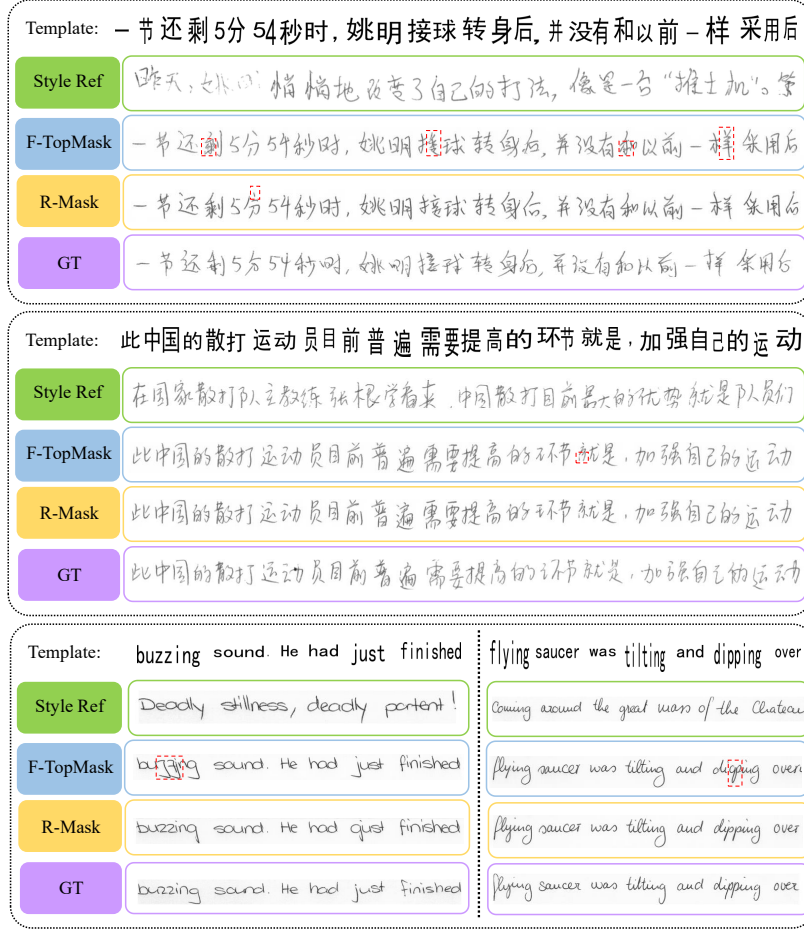 Template: 一节还剩5分54秒时, 姚明接球转身后, 并没有和以前一样 采用后
Style Ref 昨天, 姚明 悄悄地改变了自己的打法, 像是一台“推土机”。繁
F-TopMask 一节还剩5分54秒时, 姚明接球转身后, 并没有和以前一样 采用后
R-Mask 一节还剩5分54秒时, 姚明接球转身后, 并没有和以前一样 采用后
GT 一节还剩5分54秒时, 姚明接球转身后, 并没有和以前一样 采用后
Template: 此中国的散打运动员目前普遍需要提高的环节就是, 加强自己的运动
Style Ref 在国家散打队主教练张根学看来, 中国散打目前最大的优势就是队员们
F-TopMask 此中国的散打运动员目前普遍需要提高的环节就是, 加强自己的运动
R-Mask 此中国的散打运动员目前普遍需要提高的环节就是, 加强自己的运动
GT 此中国的散打运动员目前普遍需要提高的环节就是, 加强自己的运动
Template: buzzing sound. He had just finished flying saucer was tilting and dipping over
Style Ref Deadly stillness, deadly portent! Coming around the great mass of the Chateau
F-TopMask buzzing sound. He had just finished flying saucer was tilting and dipping over
R-Mask buzzing sound. He had qjust finished flying saucer was tilting and dipping over
GT buzzing sound. He had just finished flying saucer was tilting and dipping over